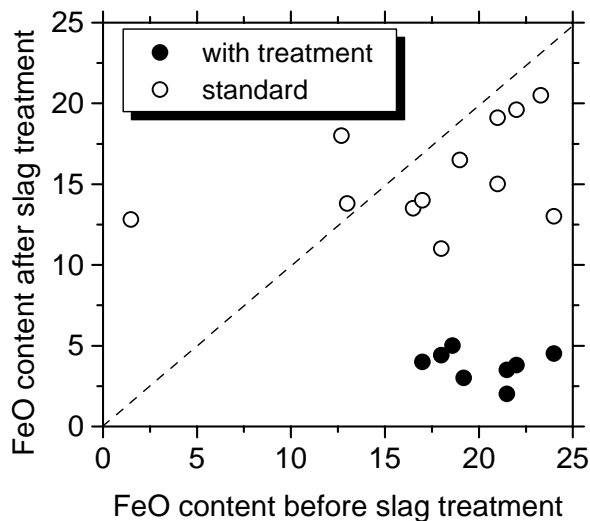 25
with treatment
standard
20
15
10
5
0
FeO content after slag treatment
0 5 10 15 20 25
FeO content before slag treatment